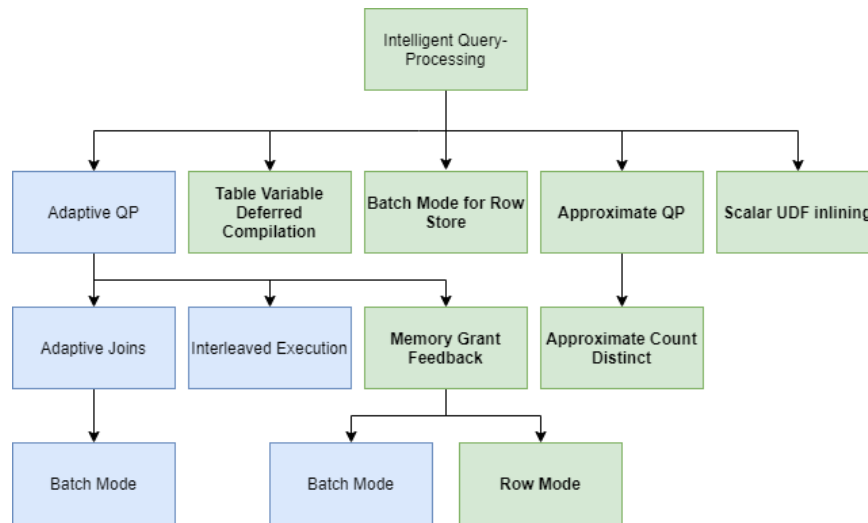 Intelligent Query-
Processing
Adaptive QP
Table Variable
Deferred
Compilation
Batch Mode for Row
Store
Approximate QP
Scalar UDF inlining
Adaptive Joins
Interleaved Execution
Memory Grant
Feedback
Approximate Count
Distinct
Batch Mode
Batch Mode
Row Mode